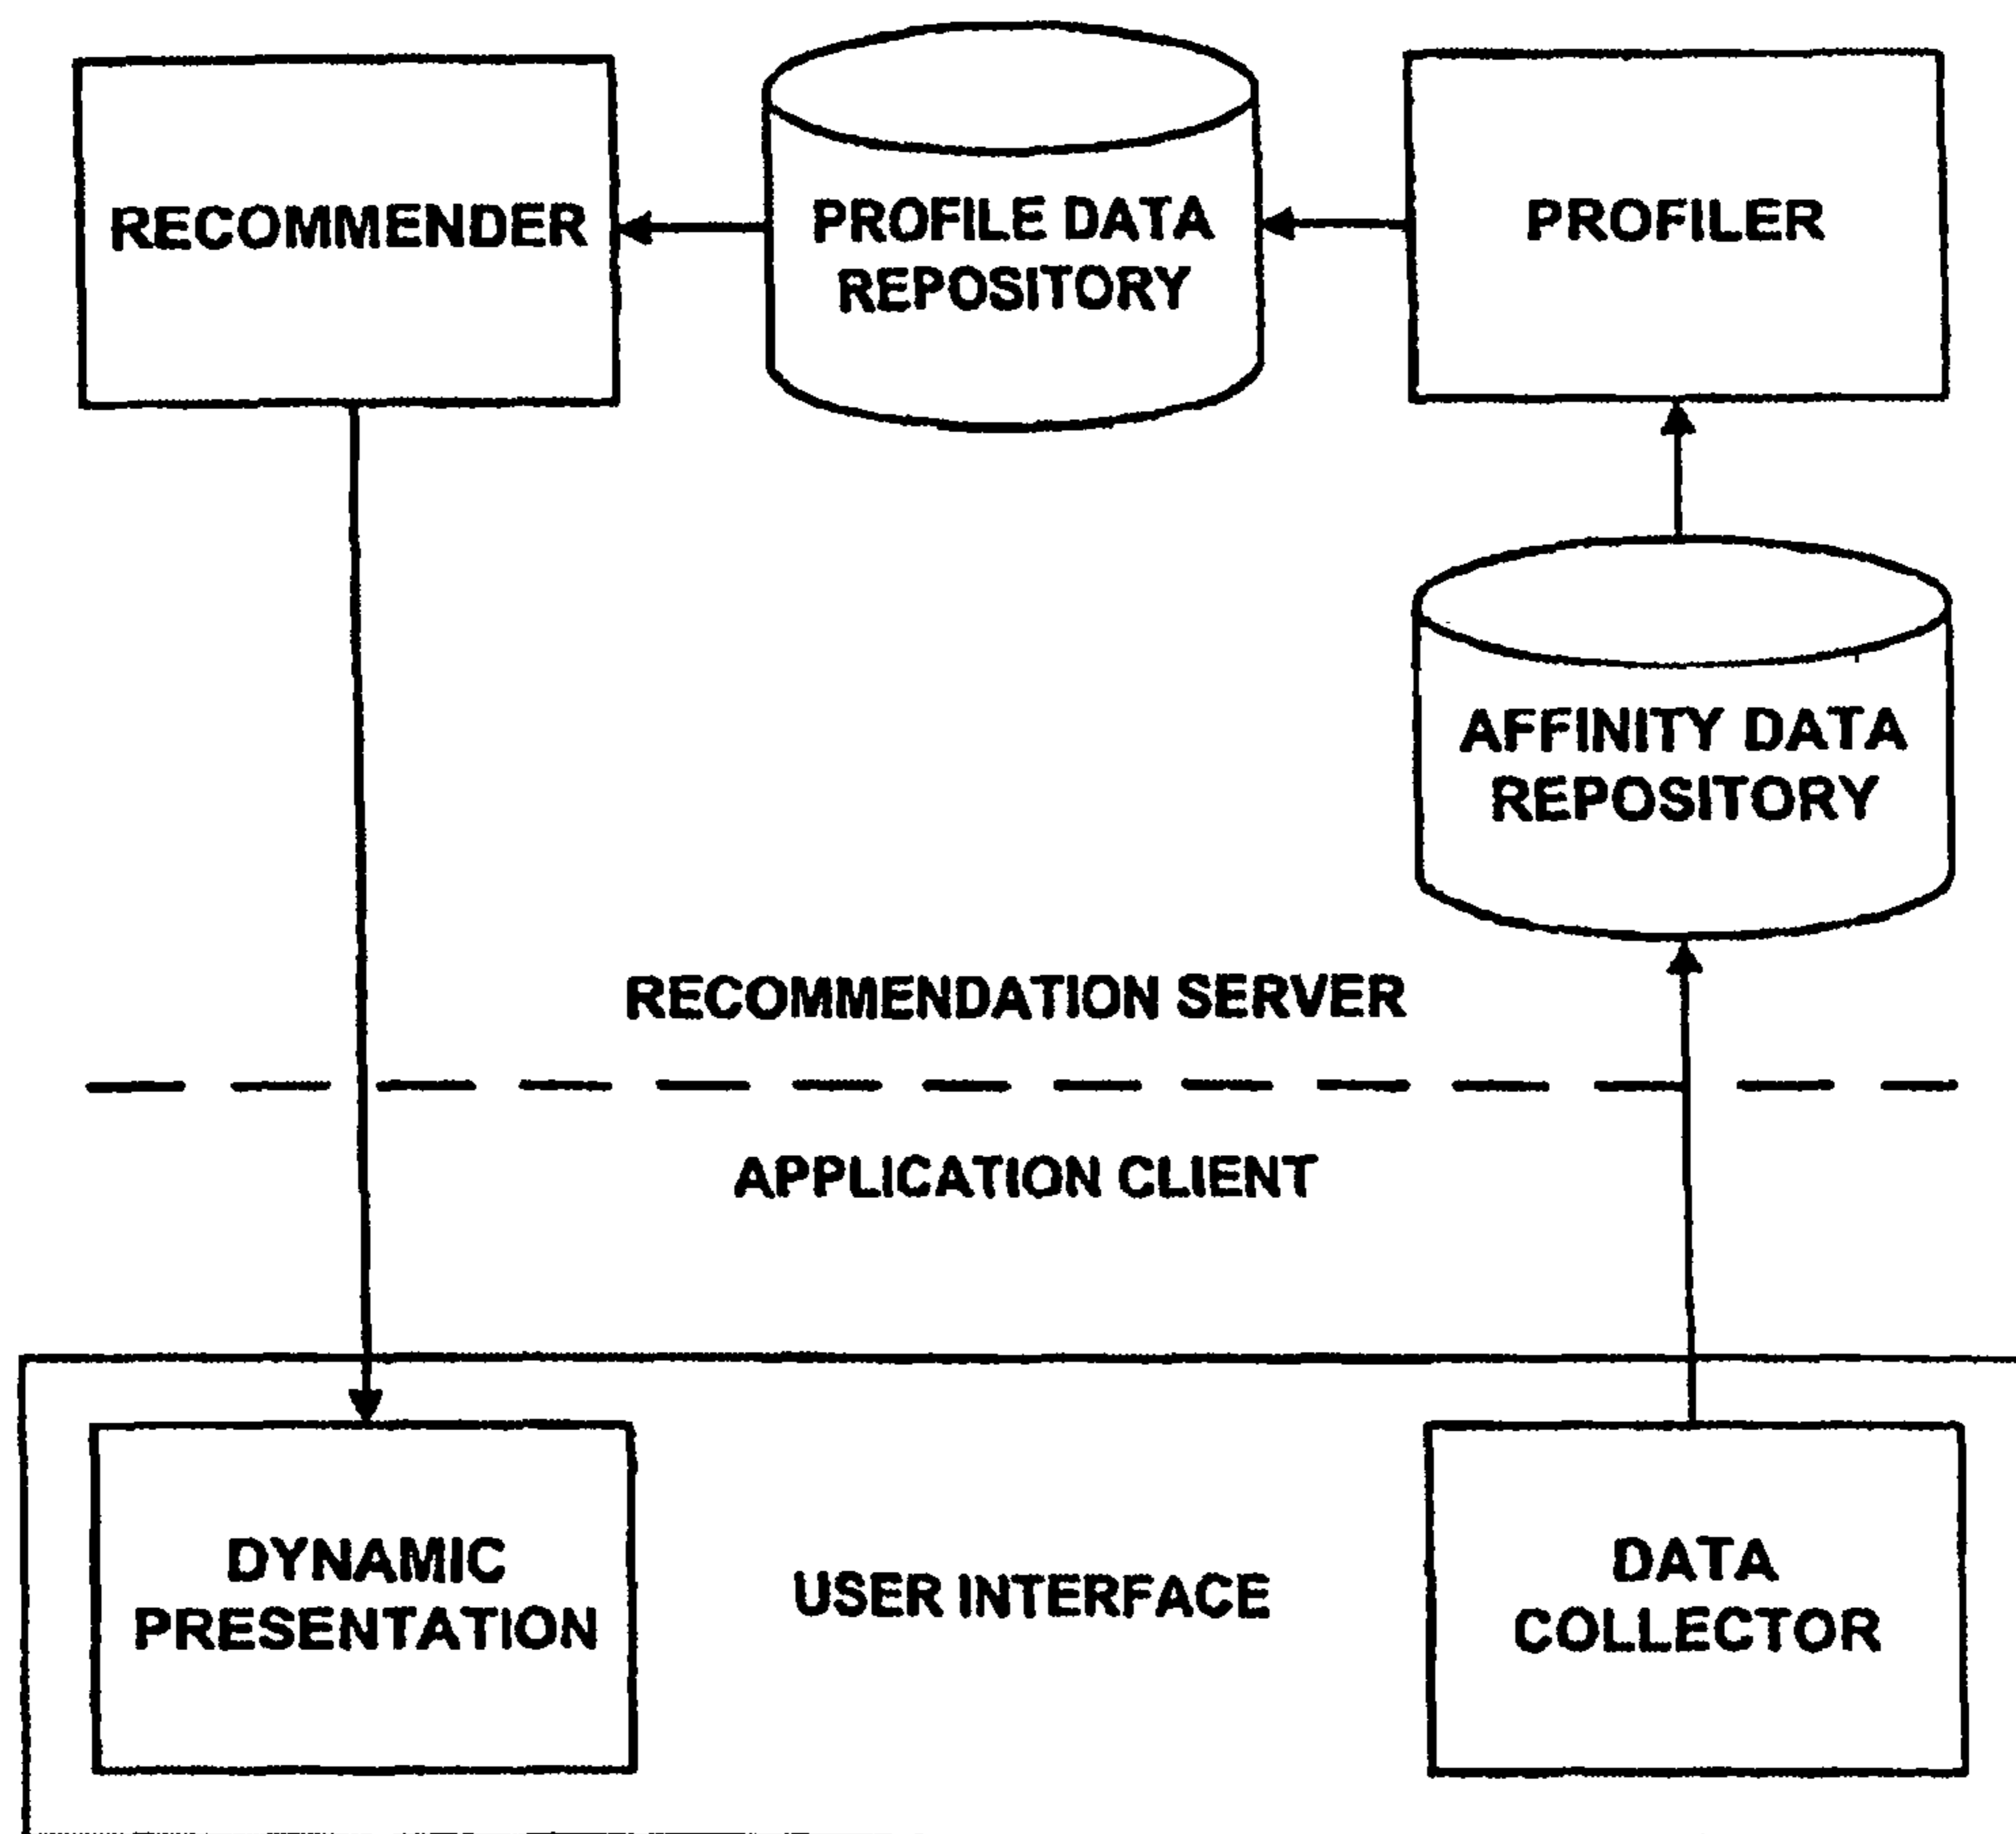 RECOMMENDER
PROFILE DATA
REPOSITORY
PROFILER
AFFINITY DATA
REPOSITORY
RECOMMENDATION SERVER
APPLICATION CLIENT
DYNAMIC
PRESENTATION
USER INTERFACE
DATA
COLLECTOR